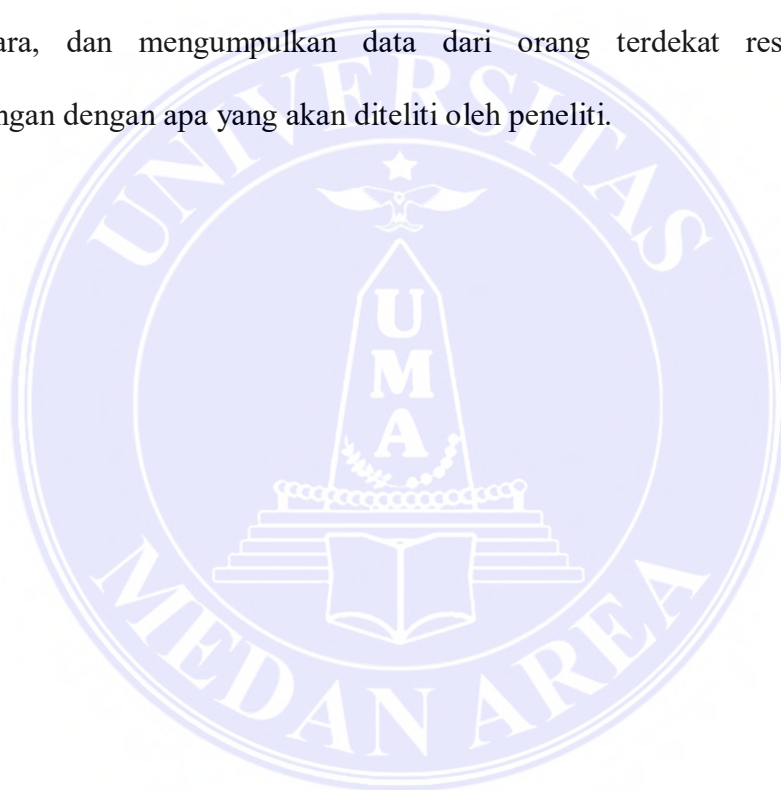 ara, dan mengumpulkan data dari orang terdekat res
ngan dengan apa yang akan diteliti oleh peneliti.
UNIVERSITAS
U
M
A
MEDAN AREA